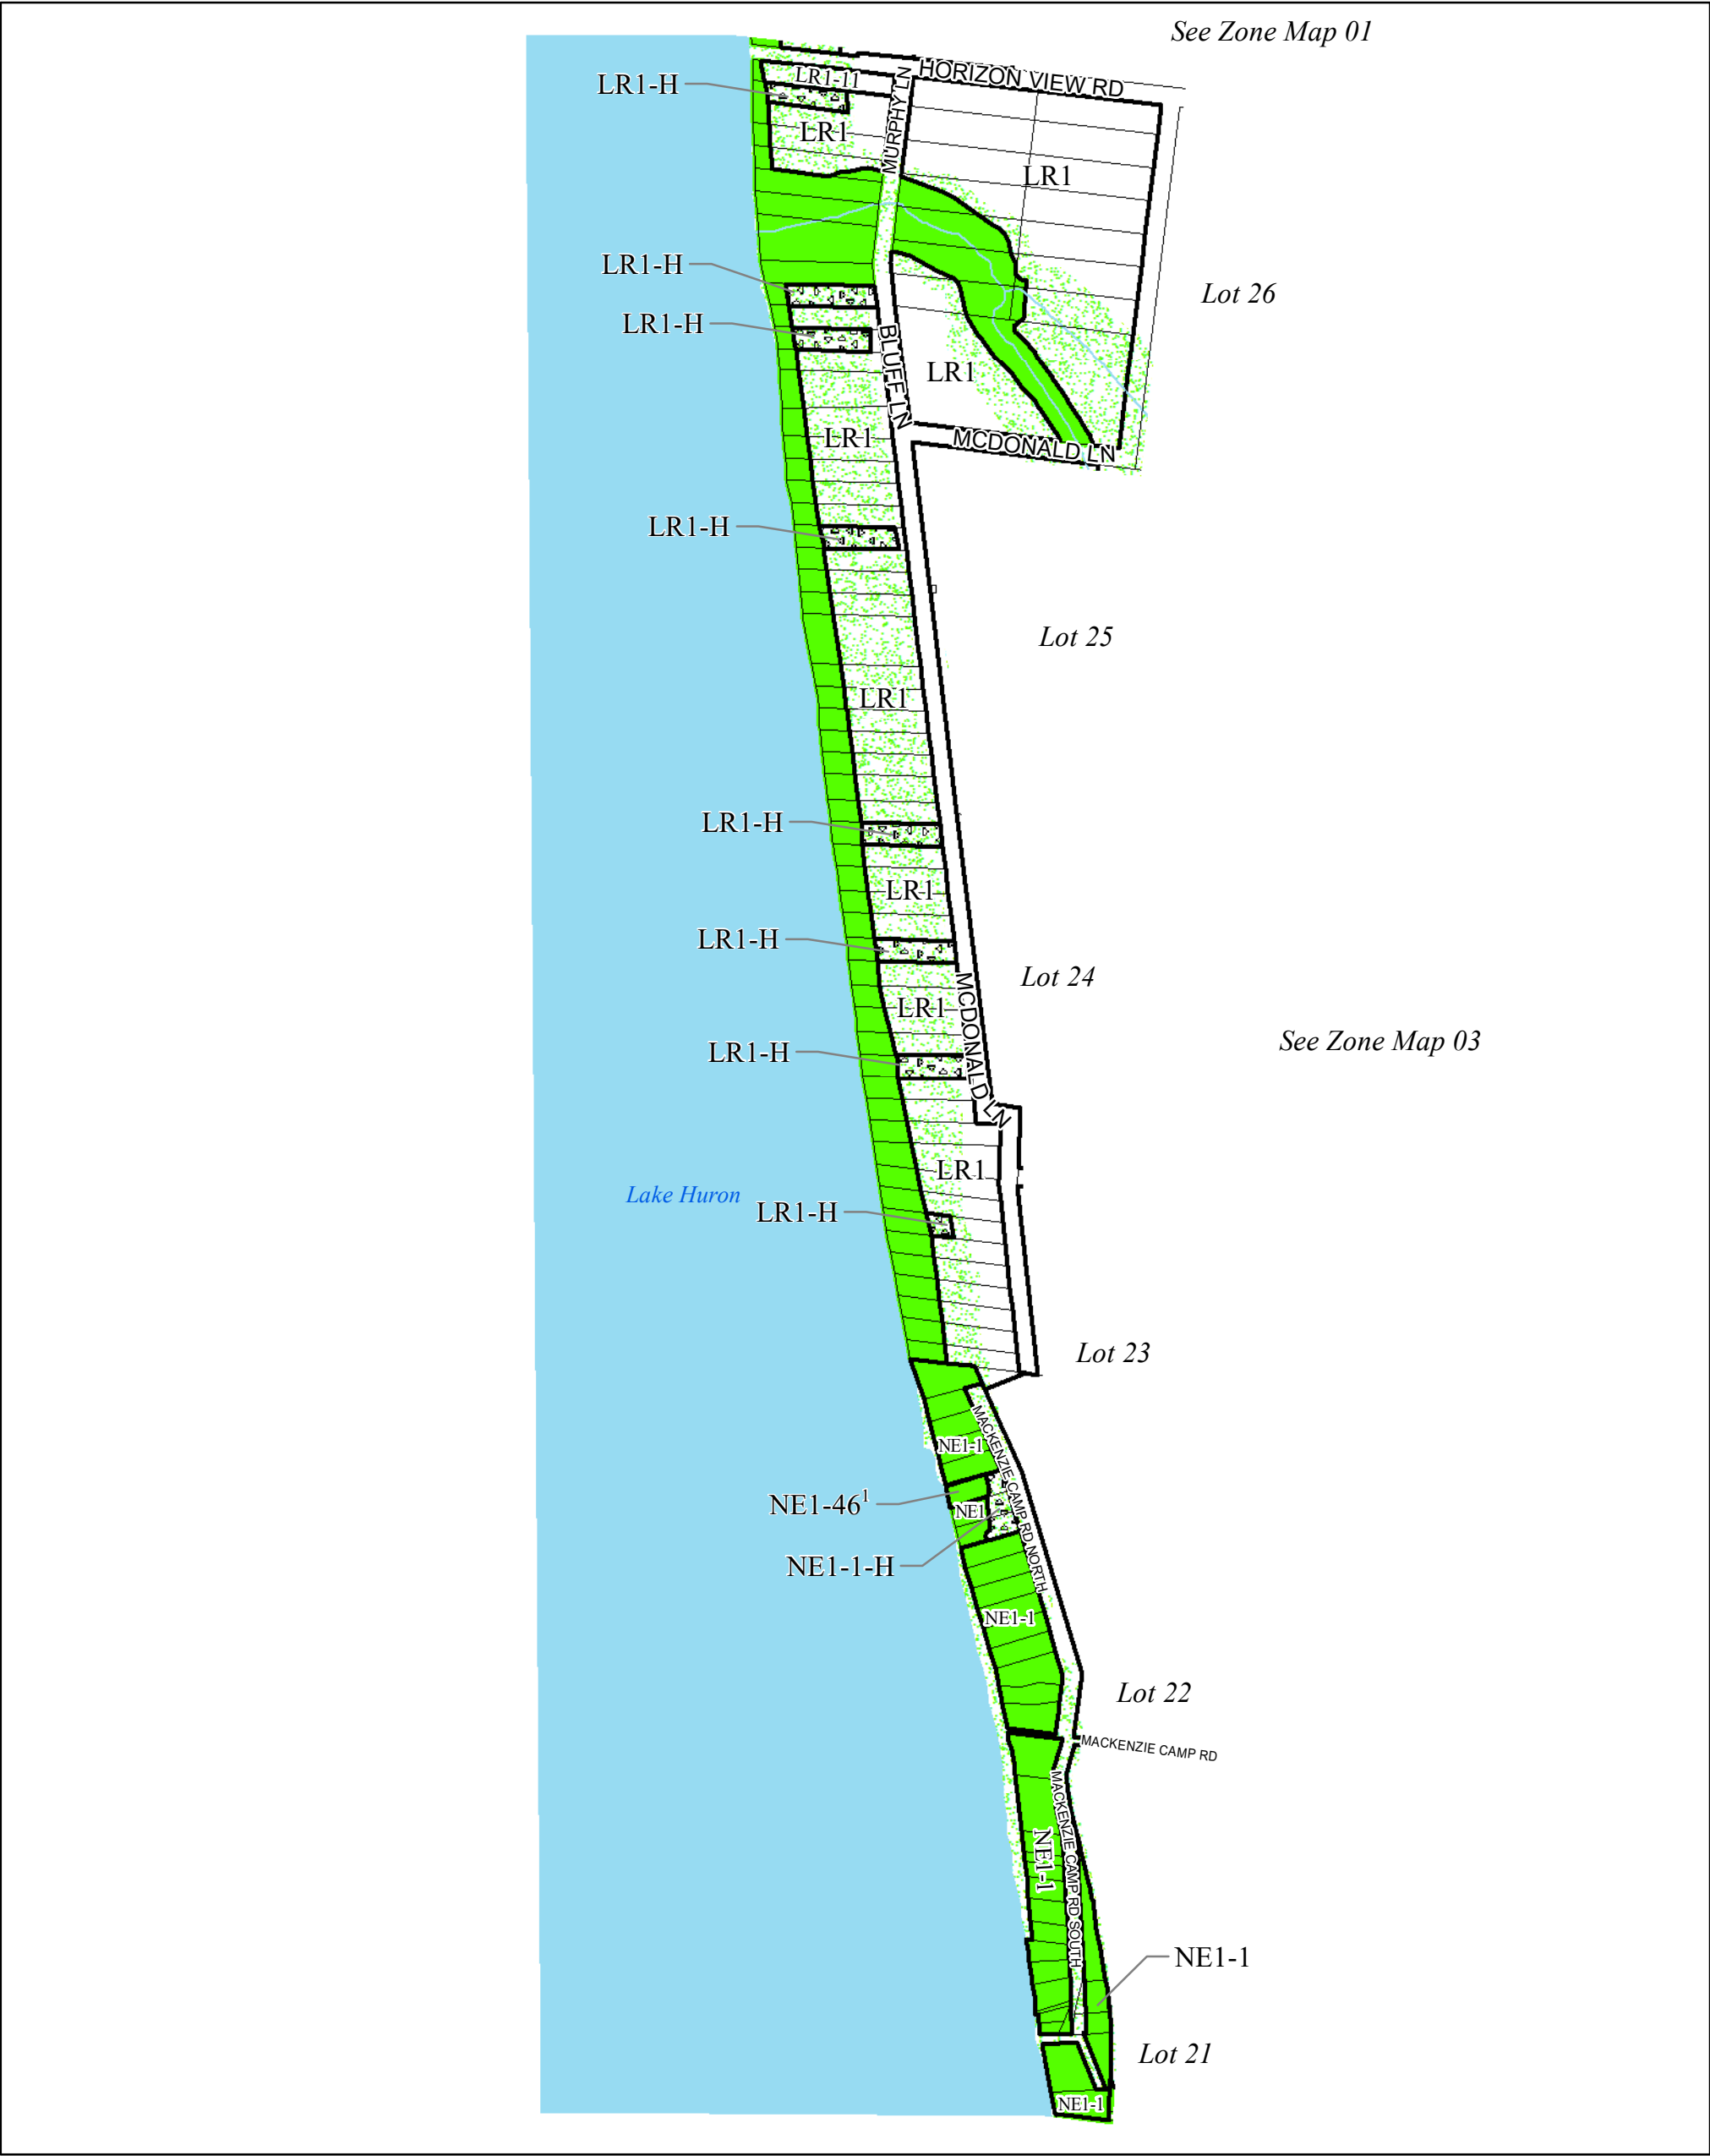 See Zone Map 01
HORIZON VIEW RD
LR1-11
LR1-H
MURPHY LN
LR1
LR1
LR1-H
Lot 26
LR1-H
BLUFF LN
LR1
LR1
MCDONALD LN
LR1-H
Lot 25
LR1
LR1-H
LR1
LR1-H
Lot 24
LR1
MCDONALD LN
See Zone Map 03
LR1-H
LR1
Lake Huron
LR1-H
Lot 23
MACKENZIE CAMP RD NORTH
NE1-1
NE1-46¹
NE1
NE1-1-H
NE1-1
Lot 22
MACKENZIE CAMP RD
MACKENZIE CAMP RD SOUTH
NE1-1
NE1-1
Lot 21
NE1-1